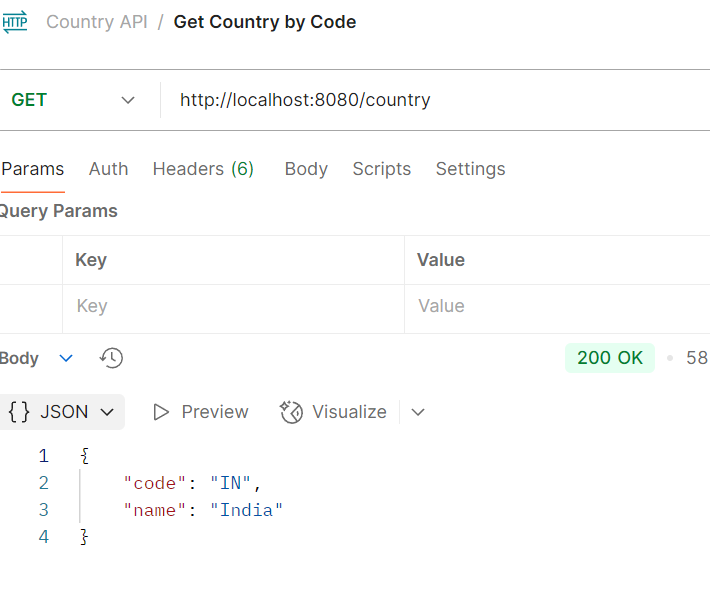 HTTP Country API / Get Country by Code
GET http://localhost:8080/country
Params Auth Headers (6) Body Scripts Settings
Query Params
Key Value
Key Value
Body 200 OK 58
{} JSON Preview Visualize
1 {
2 "code": "IN",
3 "name": "India"
4 }